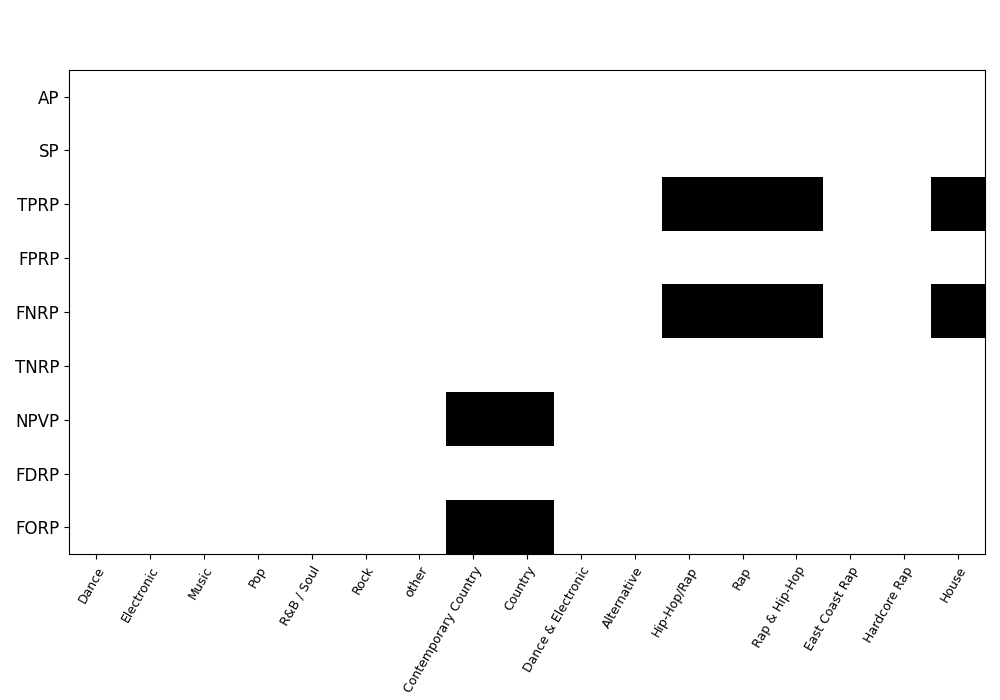 AP
SP
TPRP
FPRP
FNRP
TNRP
NPVP
FDRP
FORP
Dance
Electronic
Music
Pop
R&B / Soul
Rock
other
Contemporary Country
Country
Dance & Electronic
Alternative
Hip-Hop/Rap
Rap
Rap & Hip-Hop
East Coast Rap
Hardcore Rap
House